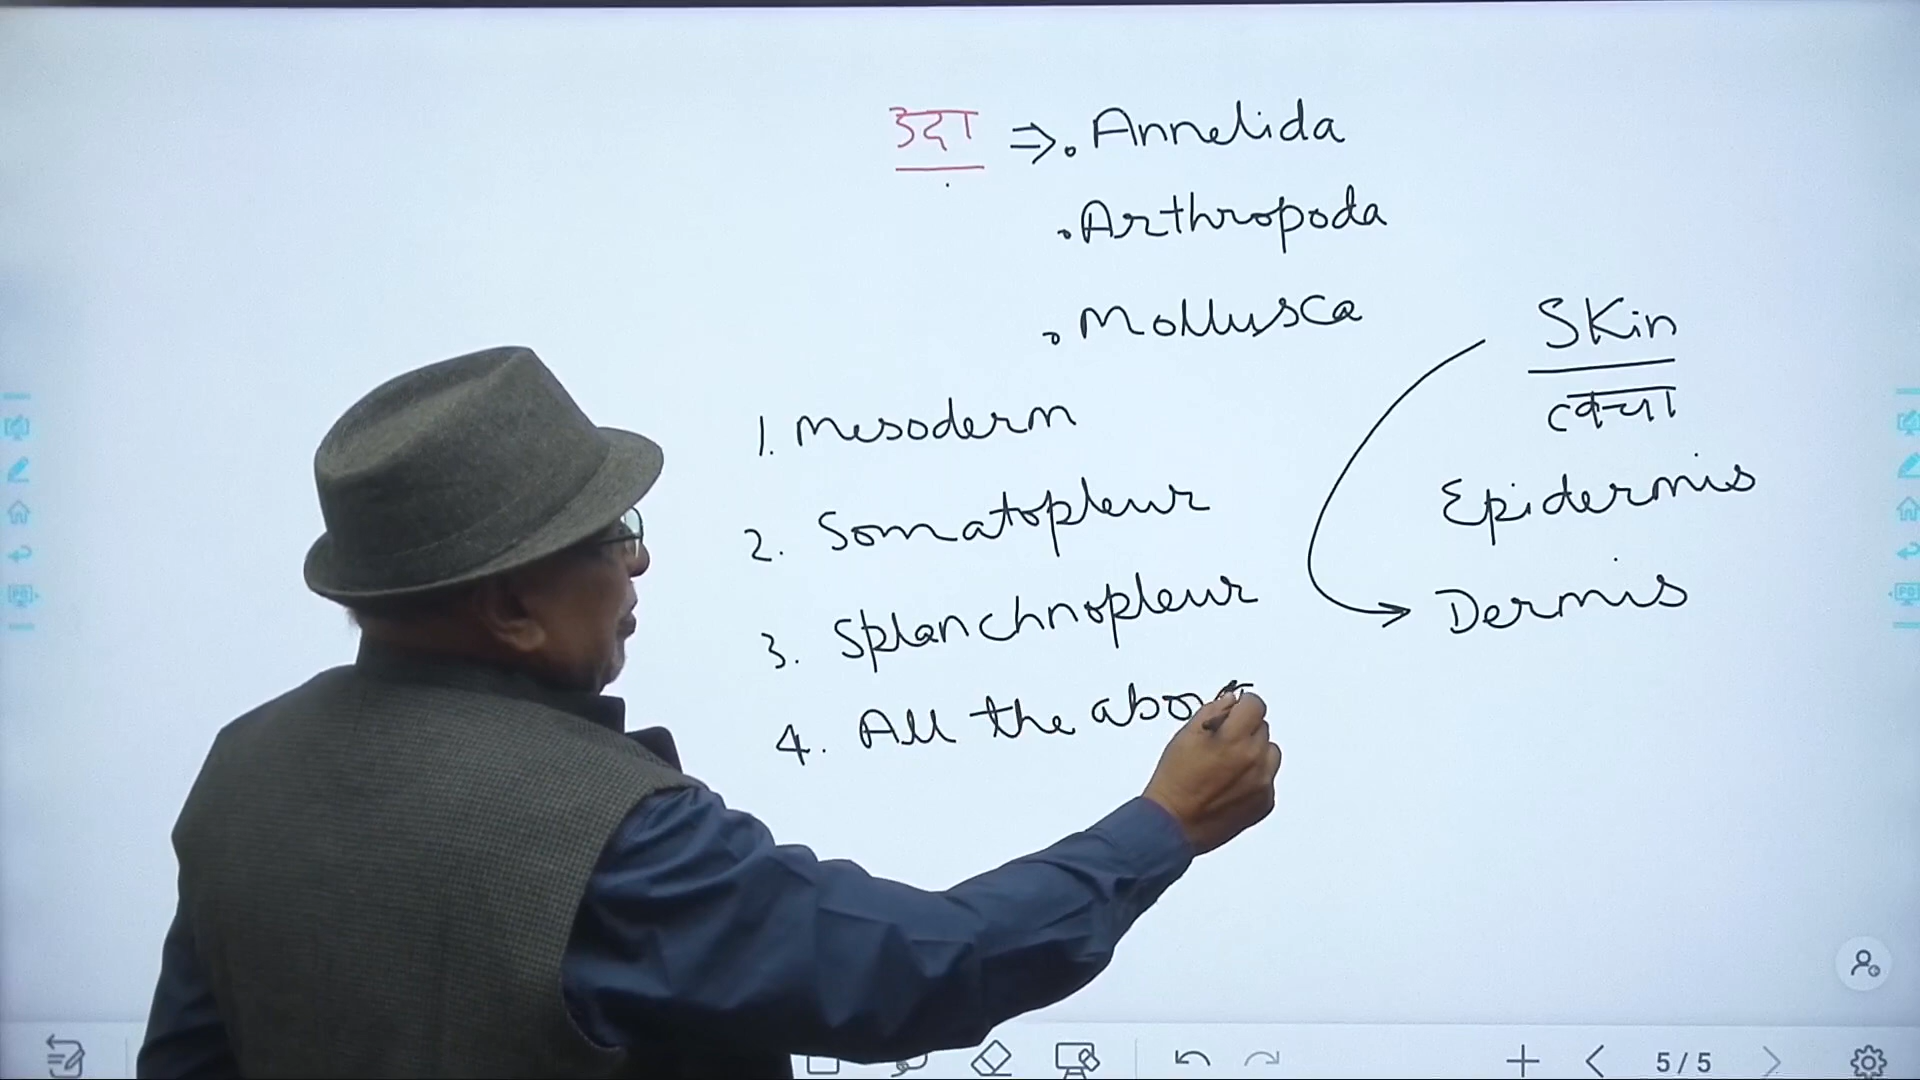 उदा ⇒ • Annelida
• Arthropoda
• Mollusca
1. Mesoderm
2. Somatopleur
3. Splanchnopleur
4. All the above
Skin
त्वचा
Epidermis
Dermis
5/5